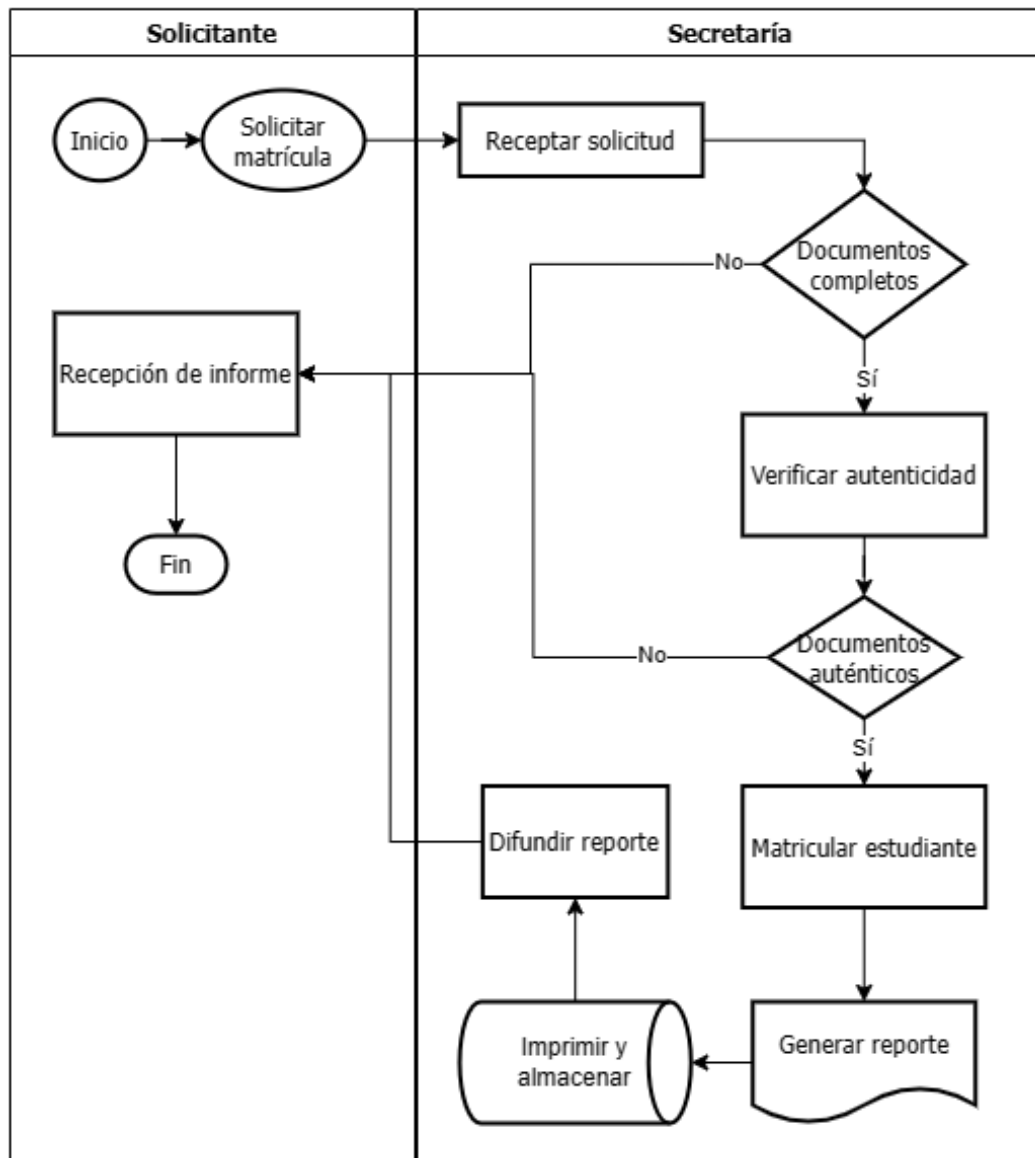 Solicitante
Secretaría
Inicio
Solicitar
matrícula
Receptar solicitud
Documentos
completos
No
Sí
Recepción de informe
Verificar autenticidad
Fin
Documentos
auténticos
No
Sí
Difundir reporte
Matricular estudiante
Imprimir y
almacenar
Generar reporte